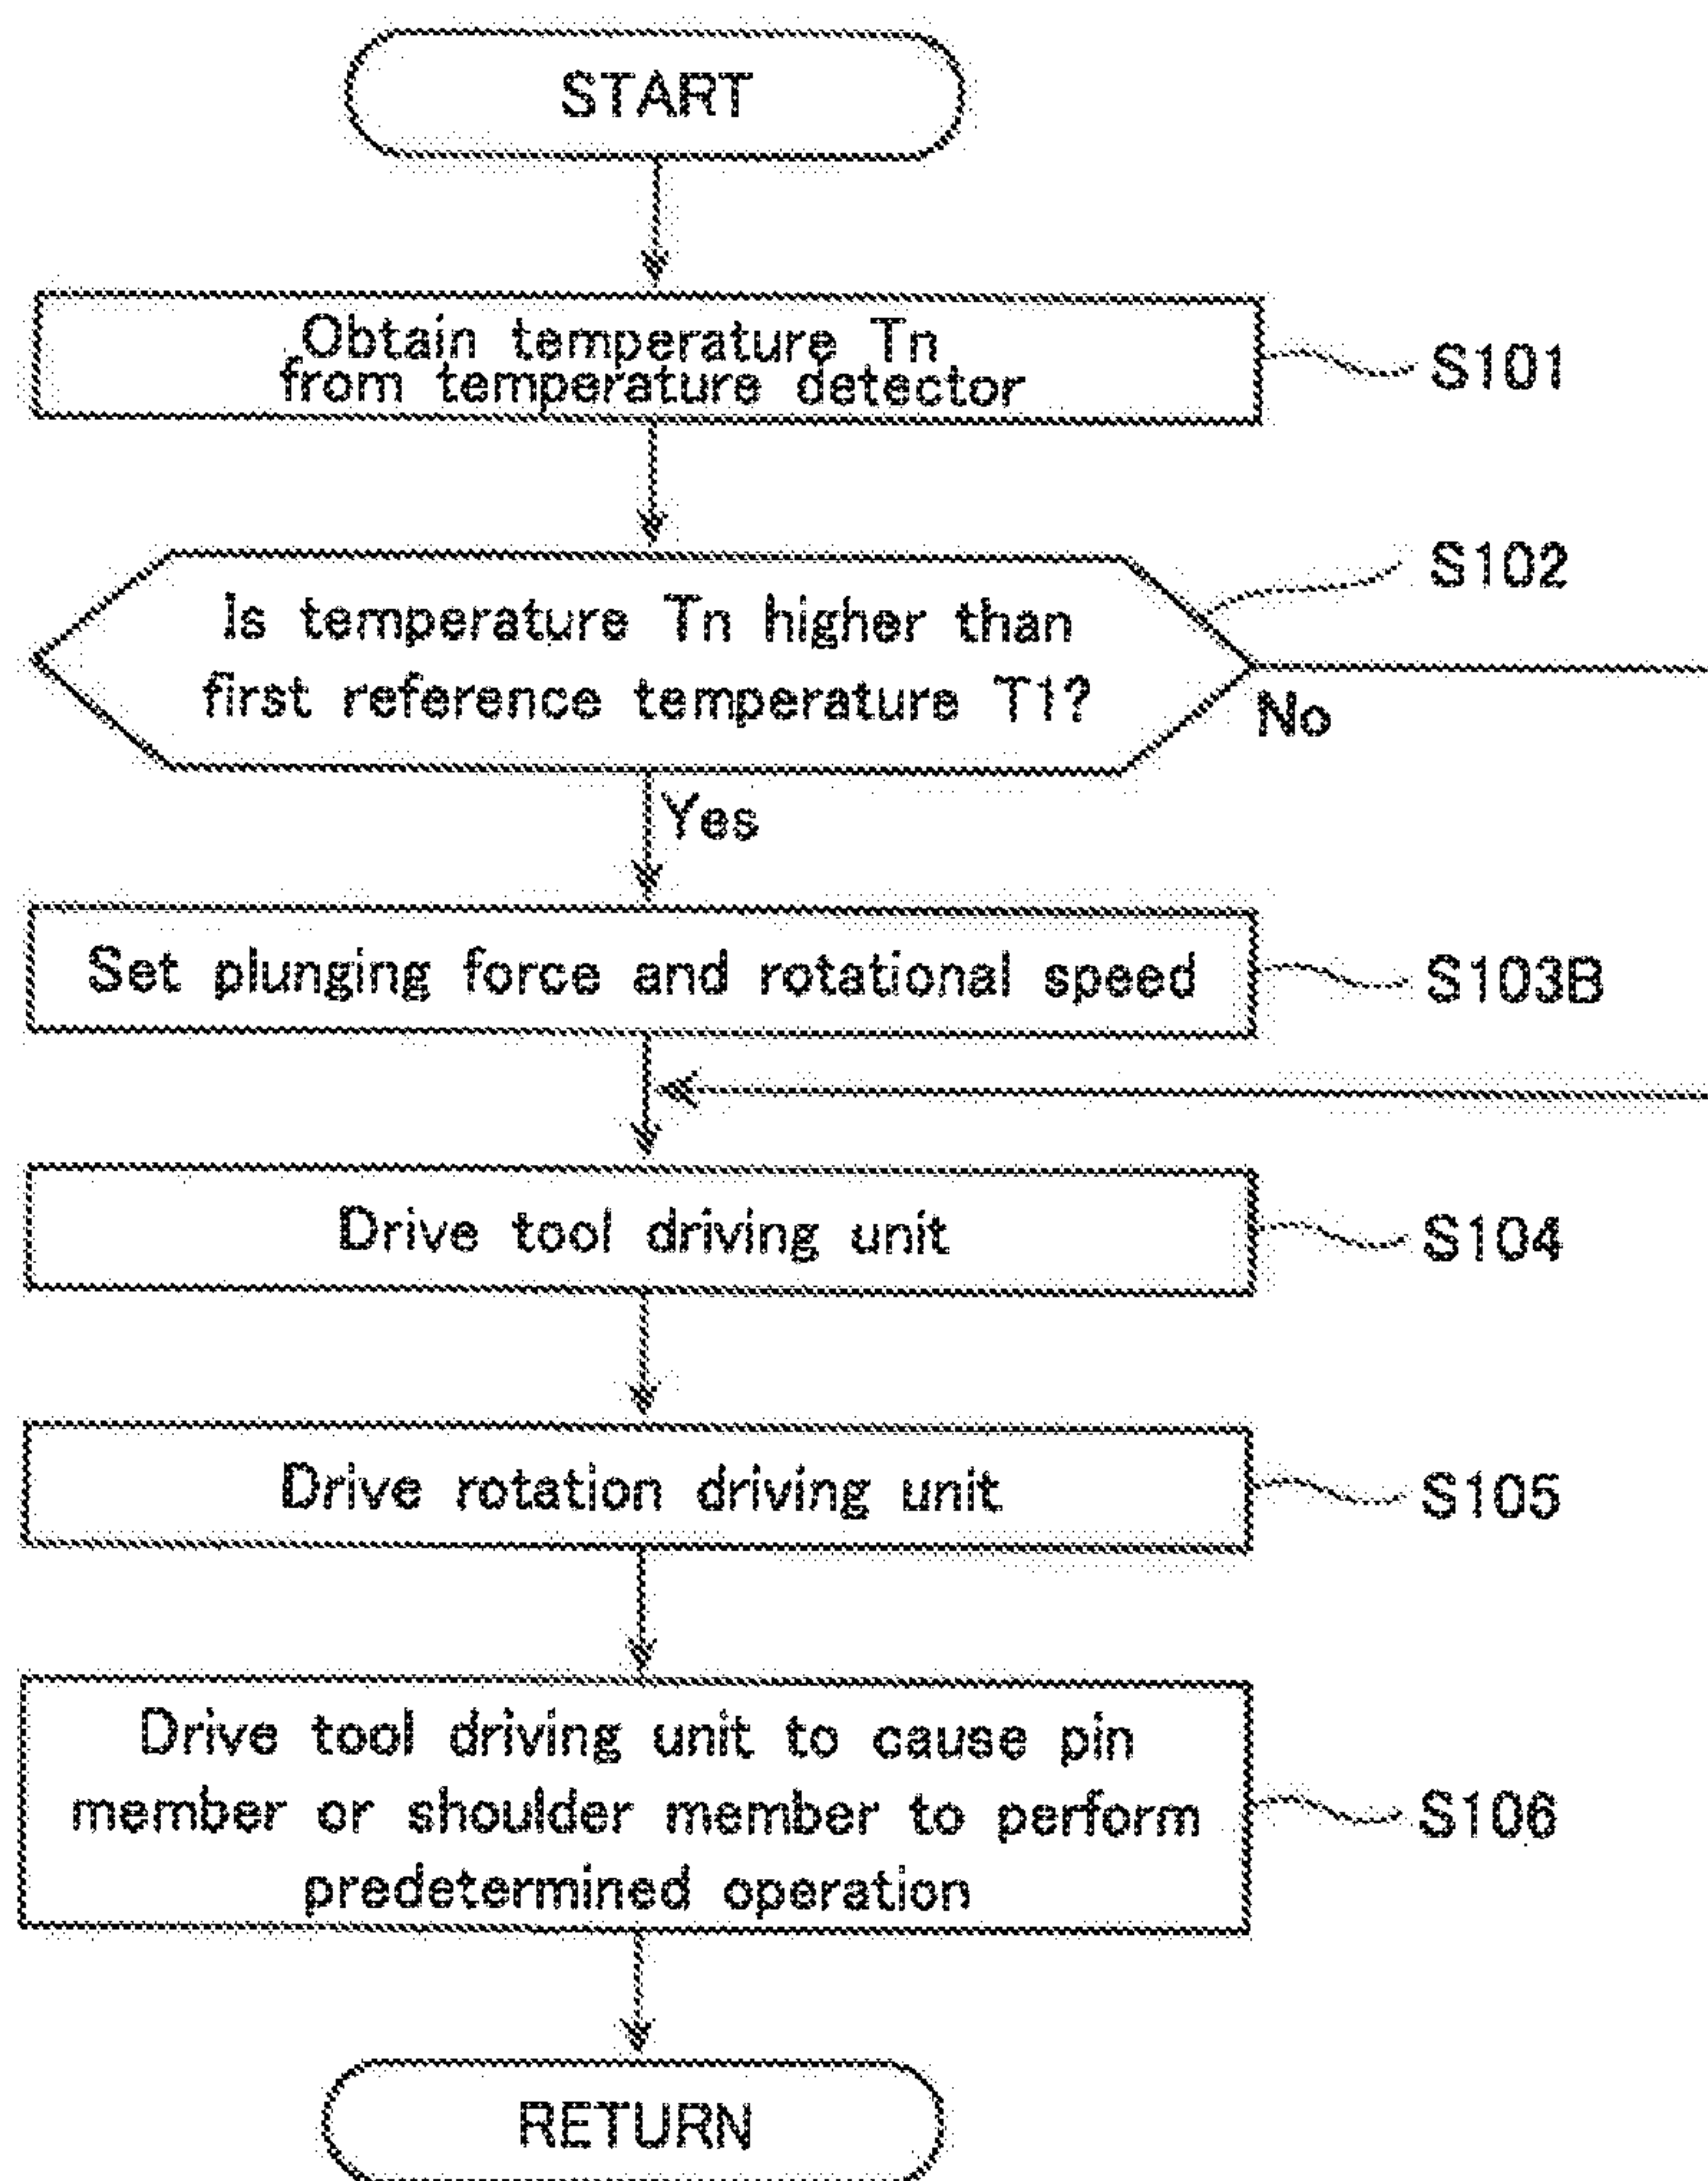 START
Obtain temperature Tn
from temperature detector
S101
S102
Is temperature Tn higher than
first reference temperature T1?
No
Yes
Set plunging force and rotational speed
S103B
Drive tool driving unit
S104
Drive rotation driving unit
S105
Drive tool driving unit to cause pin
member or shoulder member to perform
predetermined operation
S106
RETURN